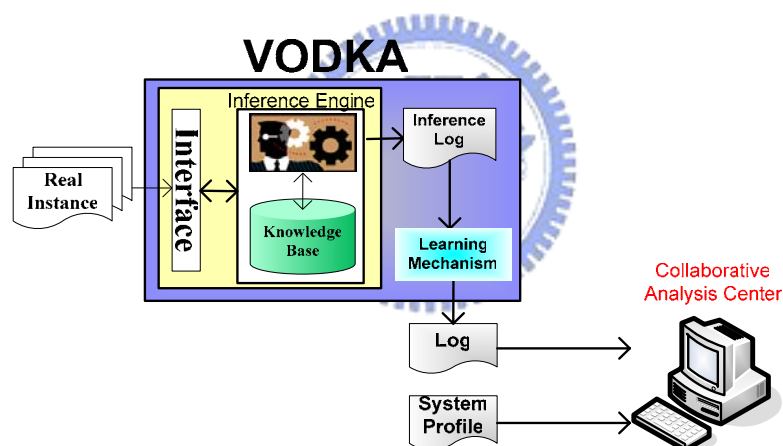 VODKA
Inference Engine
Interface
Real
Instance
Knowledge
Base
Inference
Log
Learning
Mechanism
Collaborative
Analysis Center
Log
System
Profile